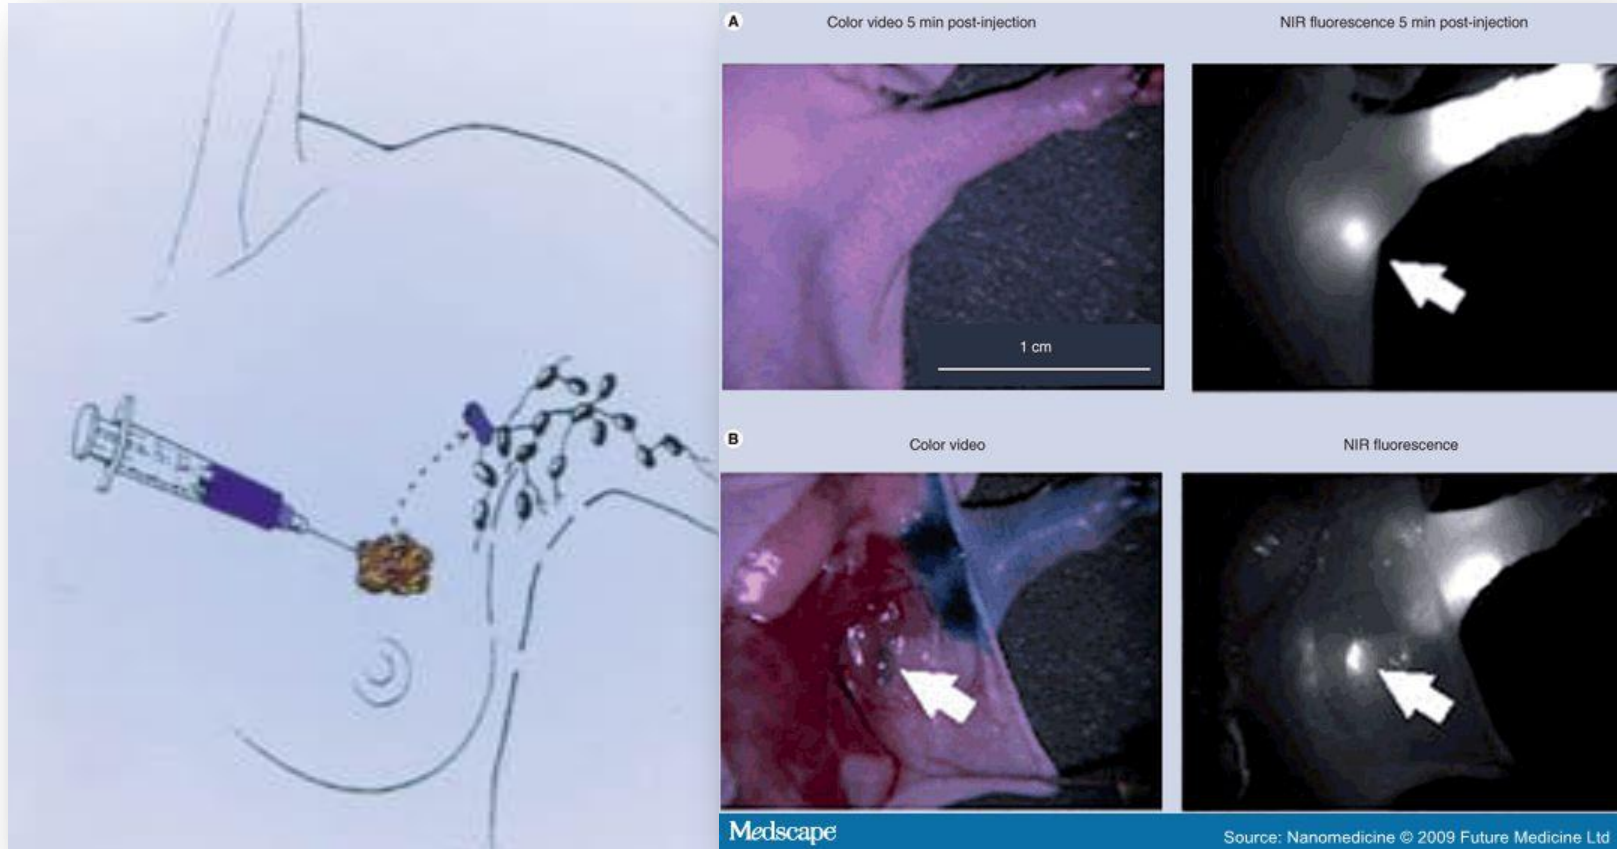 A
Color video 5 min post-injection
NIR fluorescence 5 min post-injection
1 cm
B
Color video
NIR fluorescence
Medscape
Source: Nanomedicine © 2009 Future Medicine Ltd